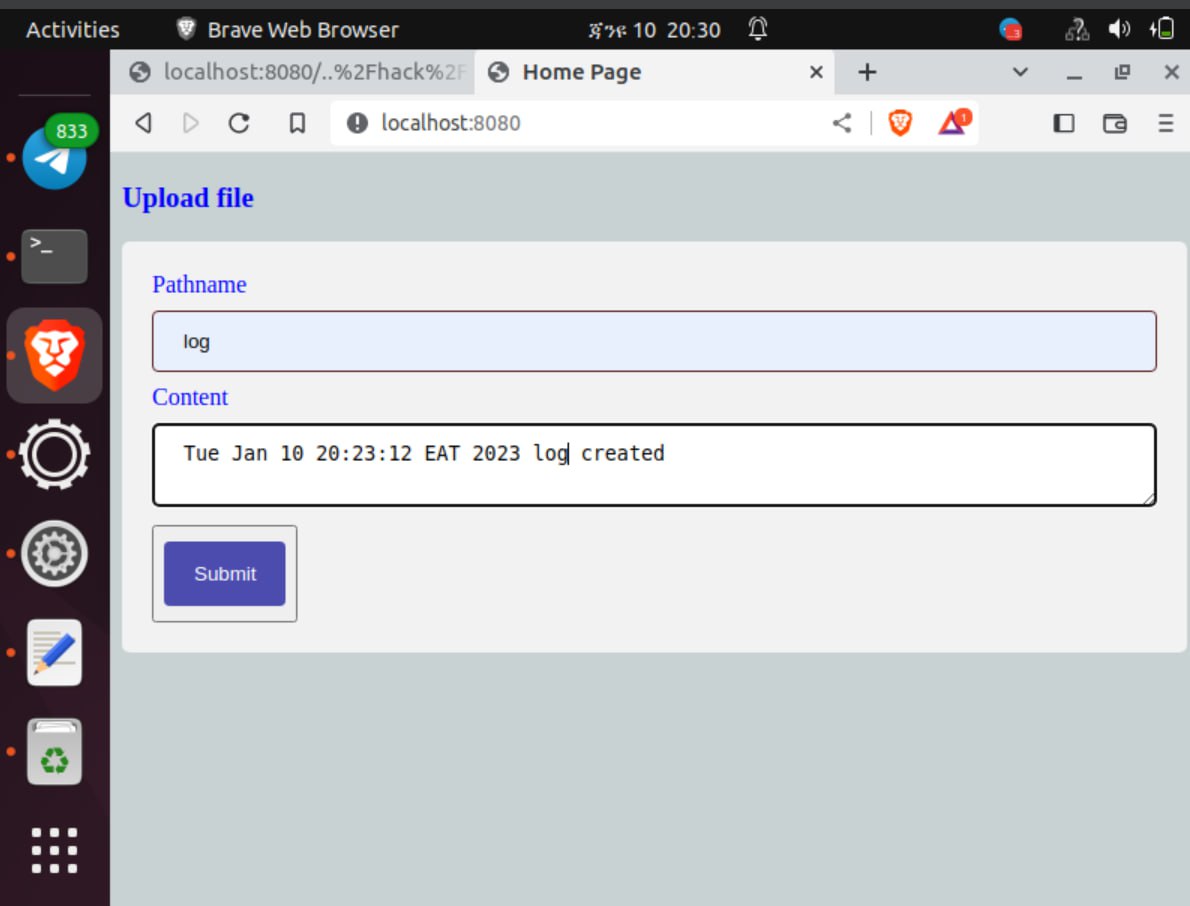 Activities
Brave Web Browser
ጃንዩ 10 20:30
3
833
localhost:8080/..%2Fhack%2F
Home Page
localhost:8080
1
Upload file
Pathname
log
Content
Tue Jan 10 20:23:12 EAT 2023 log created
Submit